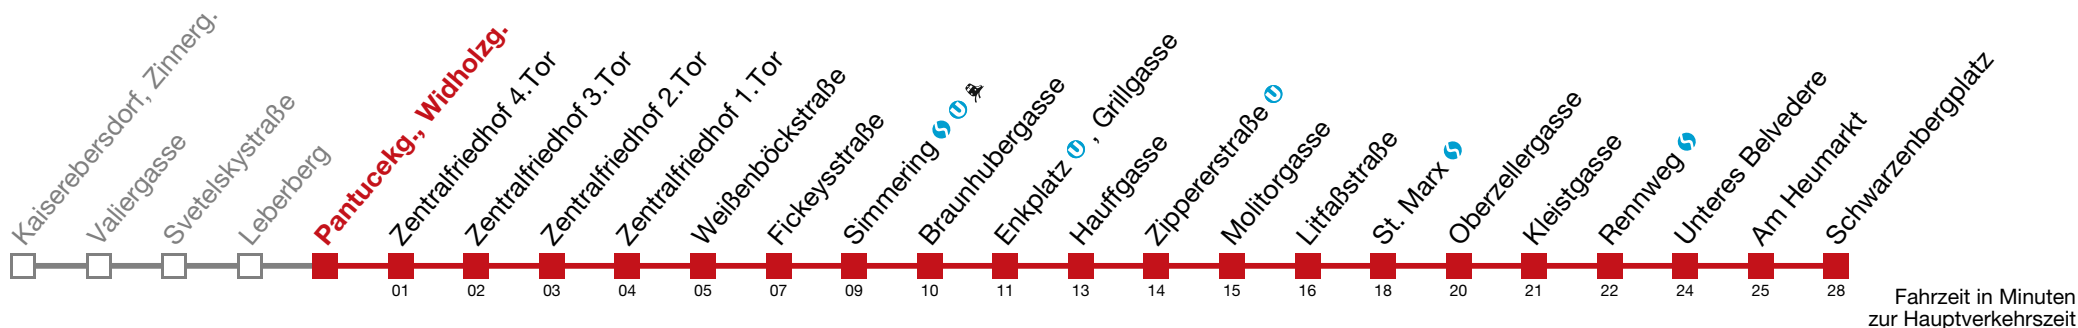 Kaiserebersdorf, Zinnerg.
Valiergasse
Svetelskystraße
Leberberg
Pantucekg., Widholzg.
Zentralfriedhof 4.Tor
Zentralfriedhof 3.Tor
Zentralfriedhof 2.Tor
Zentralfriedhof 1.Tor
Weißenböckstraße
Fickeysstraße
Simmering S U
Braunhubergasse
Enkplatz U , Grillgasse
Hauffgasse
Zippererstraße U
Molitorgasse
Litfaßstraße
St. Marx S
Oberzellergasse
Kleistgasse
Rennweg S
Unteres Belvedere
Am Heumarkt
Schwarzenbergplatz
01 02 03 04 05 07 09 10 11 13 14 15 16 18 20 21 22 24 25 28
Fahrzeit in Minuten
zur Hauptverkehrszeit